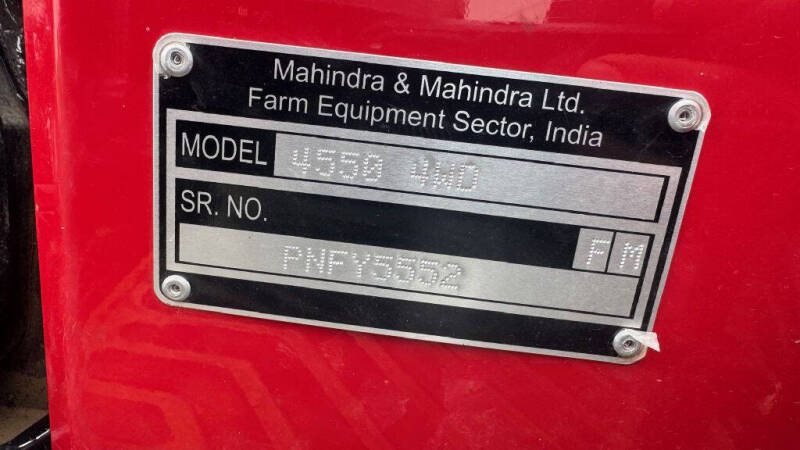 Mahindra & Mahindra Ltd.
Farm Equipment Sector, India
MODEL 4550 4WD
SR. NO.
F M
PNFY5552